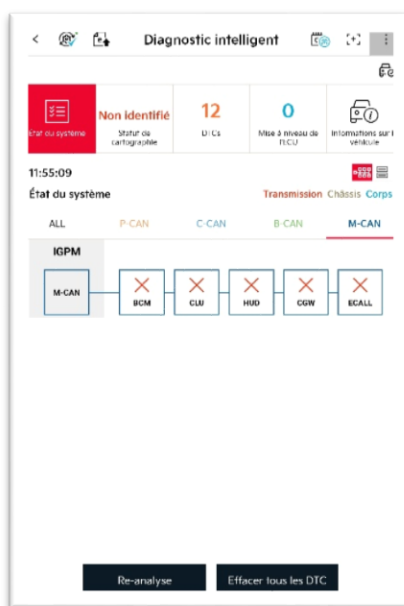 Diagnostic intelligent
Non identifié
12
0
État du système
Statut de cartographie
DTCs
Mise à niveau de l'ECU
Informations sur l
véhicule
11:55:09
État du système
Transmission Châssis Corps
ALL P-CAN C-CAN B-CAN M-CAN
IGPM
M-CAN
BCM CLU HUD CGW ECALL
Re-analyse Effacer tous les DTC